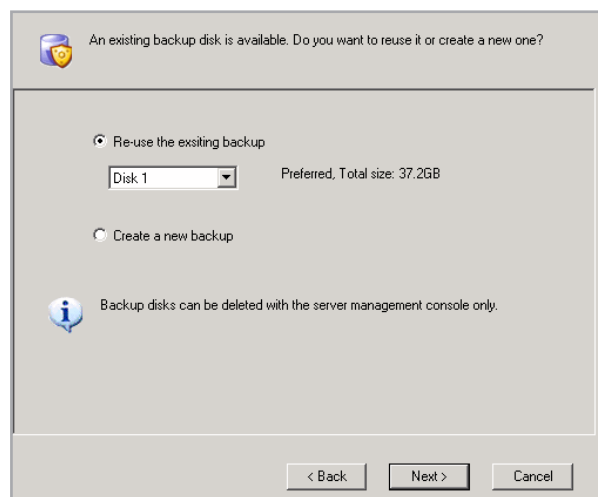 An existing backup disk is available. Do you want to reuse it or create a new one?
Re-use the exsiting backup
Disk 1
Preferred, Total size: 37.2GB
Create a new backup
Backup disks can be deleted with the server management console only.
< Back
Next >
Cancel